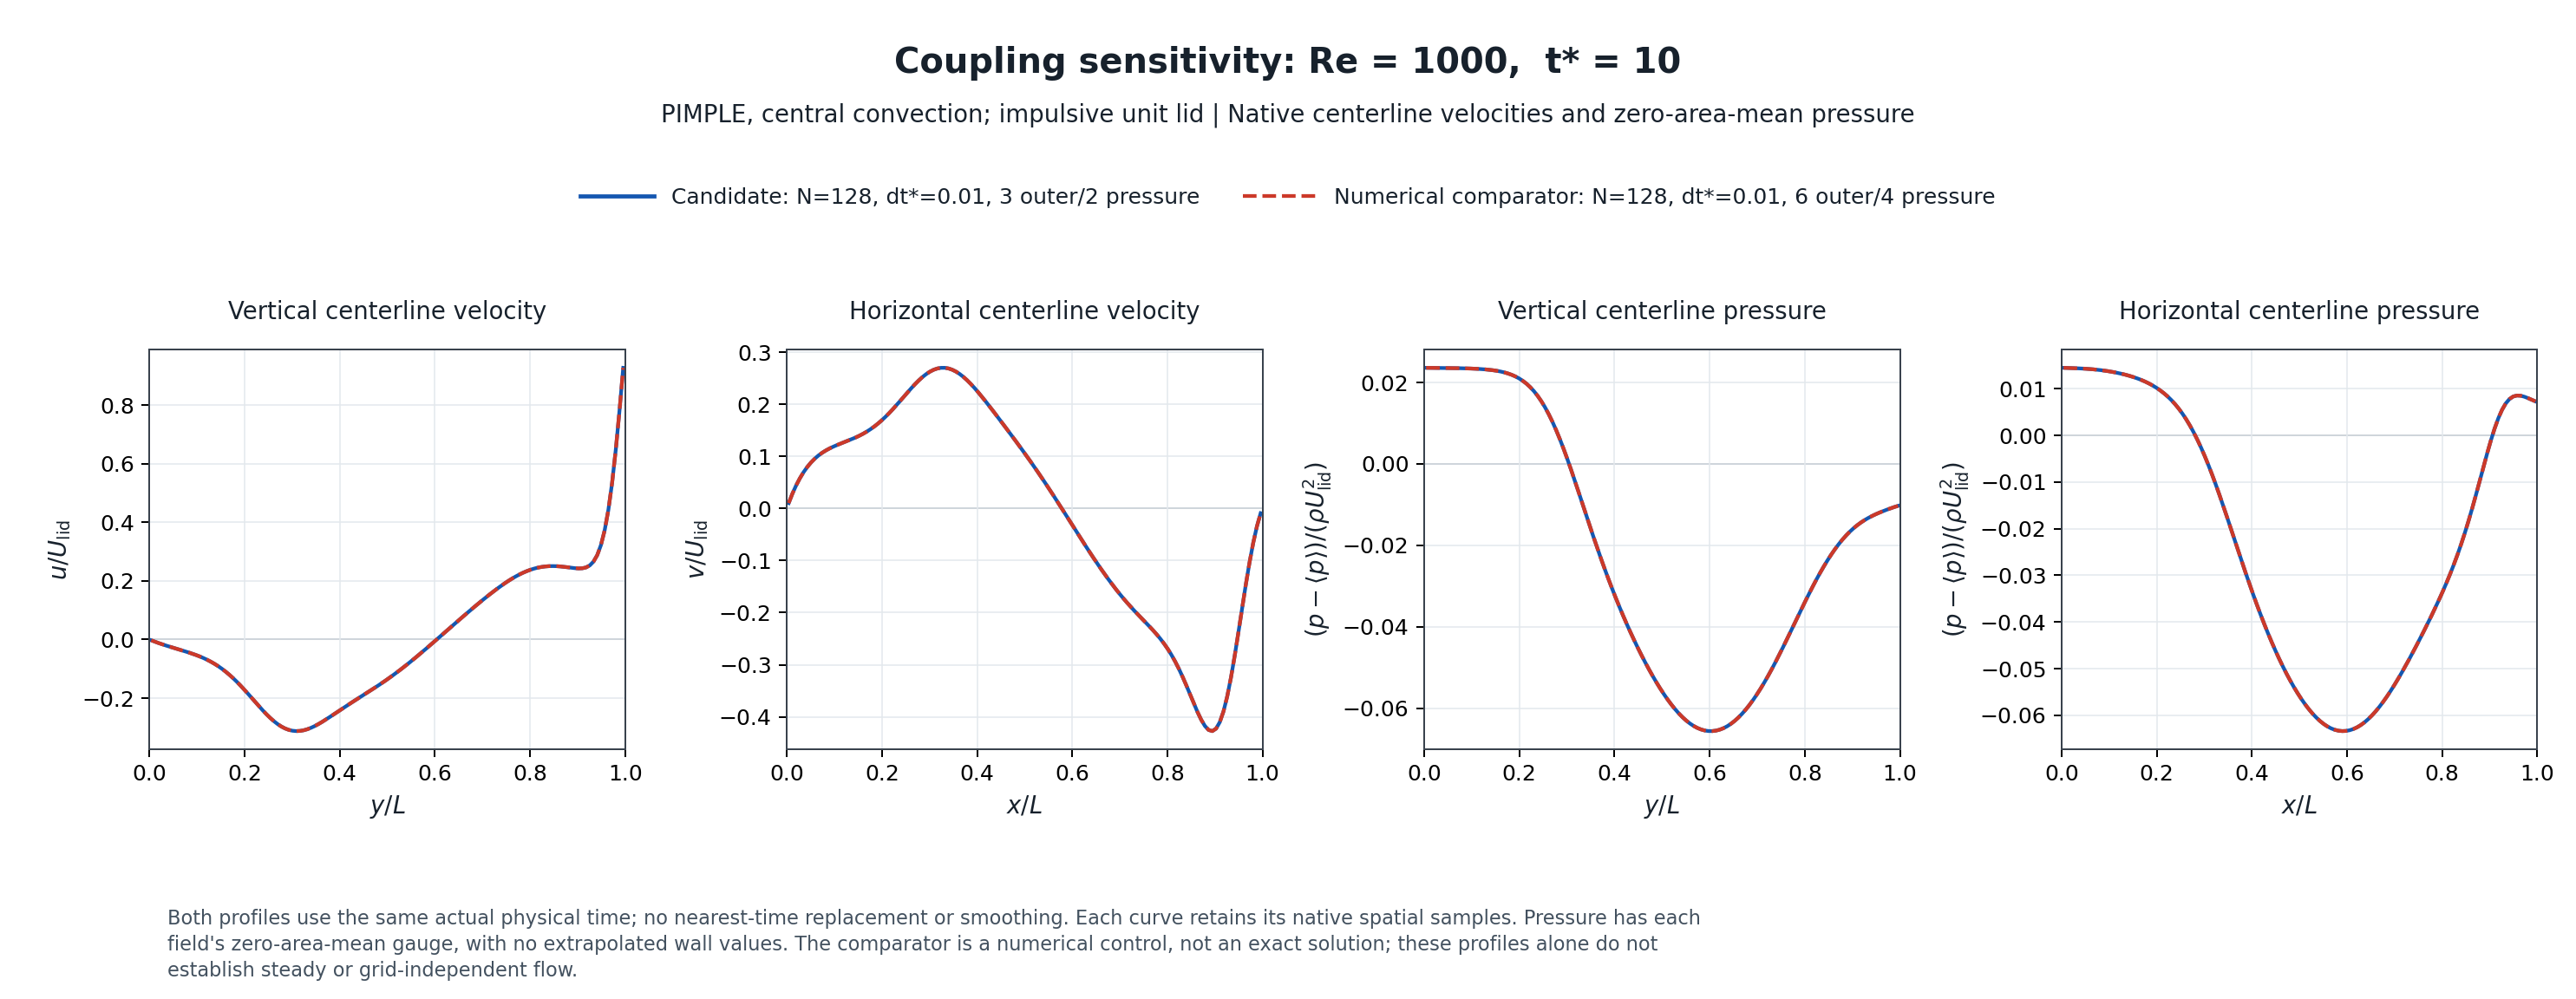 Coupling sensitivity: Re = 1000, t* = 10
PIMPLE, central convection; impulsive unit lid | Native centerline velocities and zero-area-mean pressure
Candidate: N=128, dt*=0.01, 3 outer/2 pressure
Numerical comparator: N=128, dt*=0.01, 6 outer/4 pressure
Vertical centerline velocity
u/U_lid
0.8
0.6
0.4
0.2
0.0
−0.2
0.0 0.2 0.4 0.6 0.8 1.0
y/L
Horizontal centerline velocity
v/U_lid
0.3
0.2
0.1
0.0
−0.1
−0.2
−0.3
−0.4
0.0 0.2 0.4 0.6 0.8 1.0
x/L
Vertical centerline pressure
(p − ⟨p⟩)/(ρU²_lid)
0.02
0.00
−0.02
−0.04
−0.06
0.0 0.2 0.4 0.6 0.8 1.0
y/L
Horizontal centerline pressure
(p − ⟨p⟩)/(ρU²_lid)
0.01
0.00
−0.01
−0.02
−0.03
−0.04
−0.05
−0.06
0.0 0.2 0.4 0.6 0.8 1.0
x/L
Both profiles use the same actual physical time; no nearest-time replacement or smoothing. Each curve retains its native spatial samples. Pressure has each
field's zero-area-mean gauge, with no extrapolated wall values. The comparator is a numerical control, not an exact solution; these profiles alone do not
establish steady or grid-independent flow.